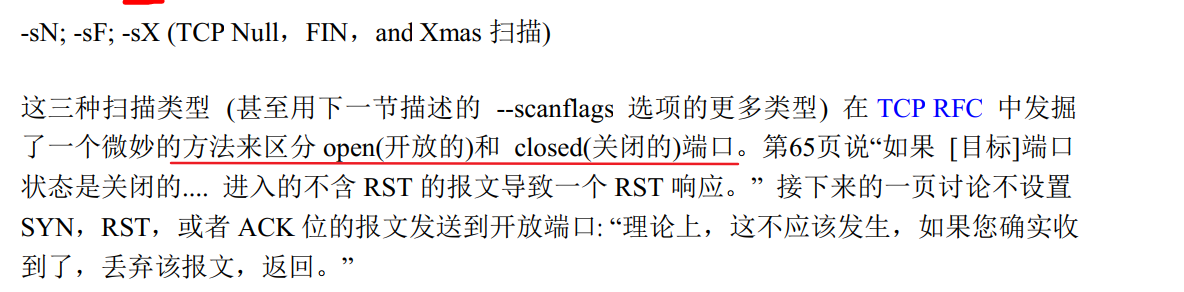 -sN; -sF; -sX (TCP Null，FIN，and Xmas 扫描)
这三种扫描类型 (甚至用下一节描述的 --scanflags 选项的更多类型) 在 TCP RFC 中发掘
了一个微妙的方法来区分 open(开放的)和 closed(关闭的)端口。第65页说“如果 [目标]端口
状态是关闭的.... 进入的不含 RST 的报文导致一个 RST 响应。” 接下来的一页讨论不设置
SYN，RST，或者 ACK 位的报文发送到开放端口: “理论上，这不应该发生，如果您确实收
到了，丢弃该报文，返回。”